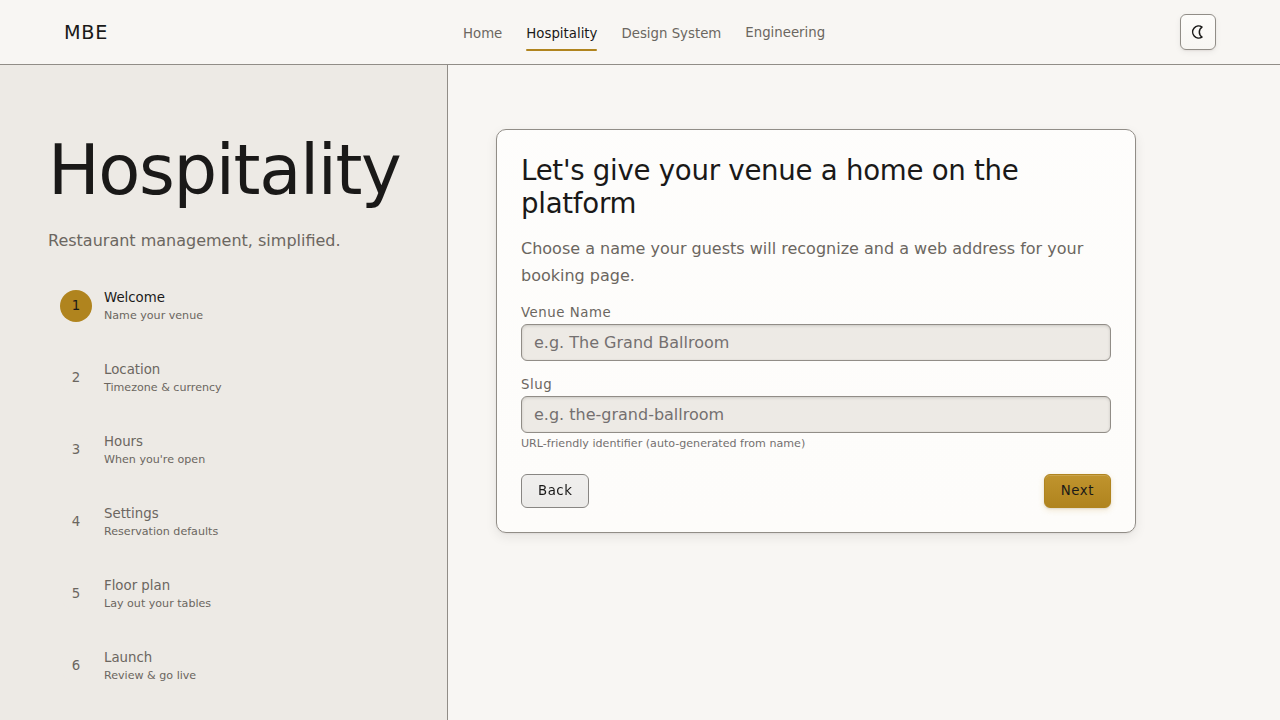 MBE
Home
Hospitality
Design System
Engineering
Hospitality
Restaurant management, simplified.
1
Welcome
Name your venue
2
Location
Timezone & currency
3
Hours
When you're open
4
Settings
Reservation defaults
5
Floor plan
Lay out your tables
6
Launch
Review & go live
Let's give your venue a home on the
platform
Choose a name your guests will recognize and a web address for your
booking page.
Venue Name
e.g. The Grand Ballroom
Slug
e.g. the-grand-ballroom
URL-friendly identifier (auto-generated from name)
Back
Next